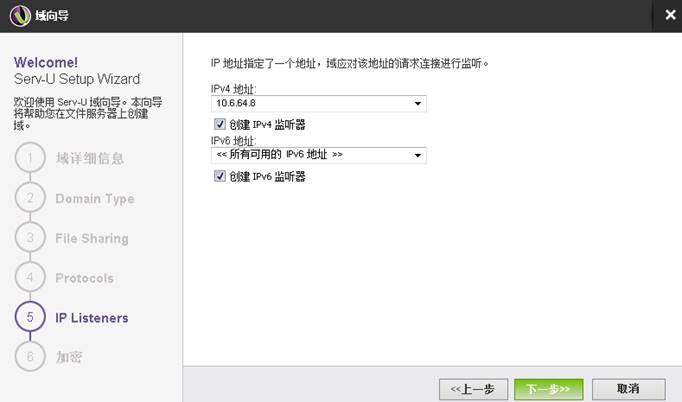 域向导
Welcome!
Serv-U Setup Wizard
欢迎使用 Serv-U 域向导。本向导
将帮助您在文件服务器上创建
域。
1 域详细信息
2 Domain Type
3 File Sharing
4 Protocols
5 IP Listeners
6 加密
IP 地址指定了一个地址，域应对该地址的请求连接进行监听。
IPv4 地址:
10.6.64.8
创建 IPv4 监听器
IPv6 地址:
<< 所有可用的 IPv6 地址 >>
创建 IPv6 监听器
<<上一步
下一步>>
取消